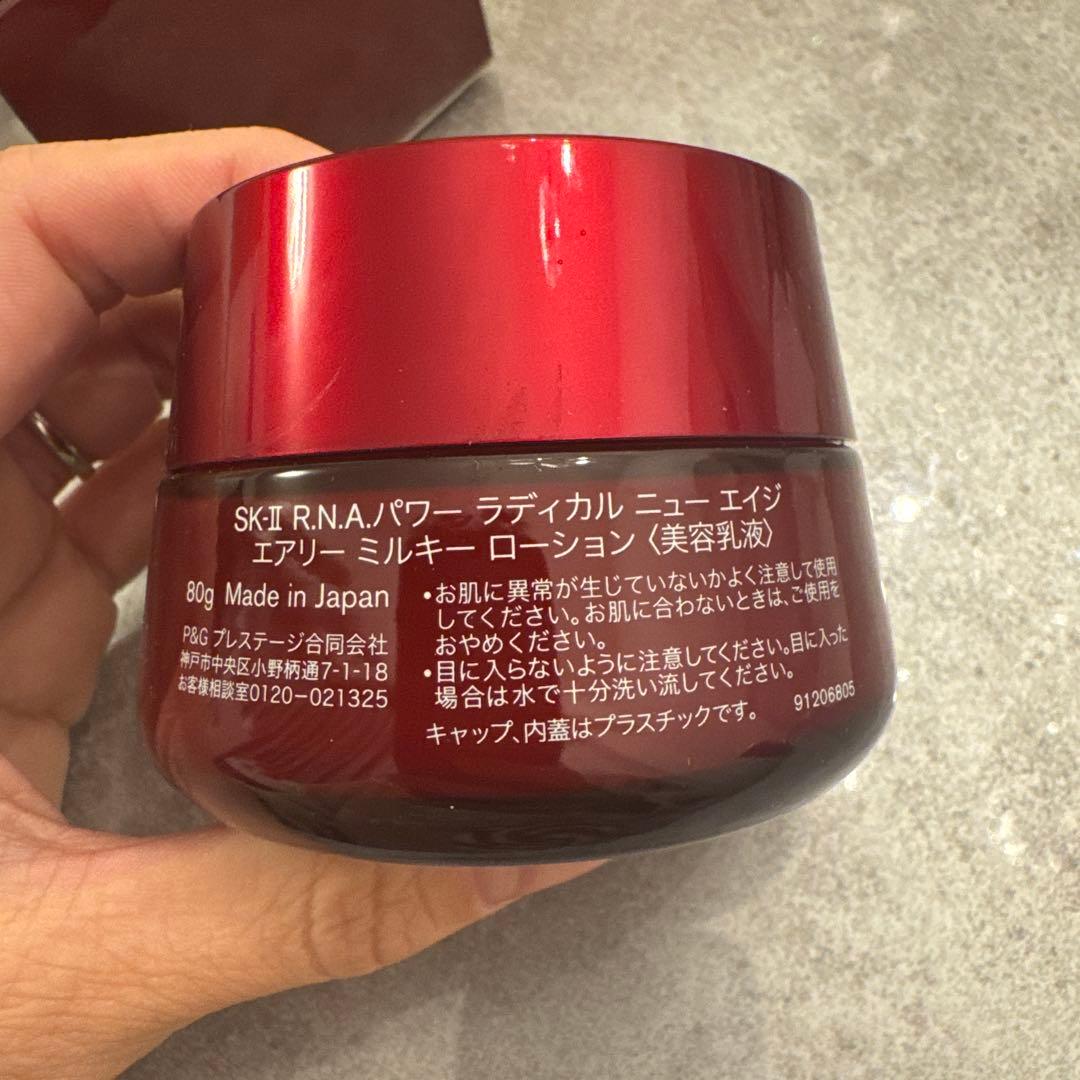 SK-II R.N.A.パワー ラディカル ニュー エイジ
エアリー ミルキー ローション〈美容乳液〉
80g Made in Japan
P&G プレステージ合同会社
神戸市中央区小野柄通7-1-18
お客様相談室0120-021325
•お肌に異常が生じていないかよく注意して使用
してください。お肌に合わないときは、ご使用を
おやめください。
•目に入らないように注意してください。目に入った
場合は水で十分洗い流してください。
キャップ、内蓋はプラスチックです。
91206805